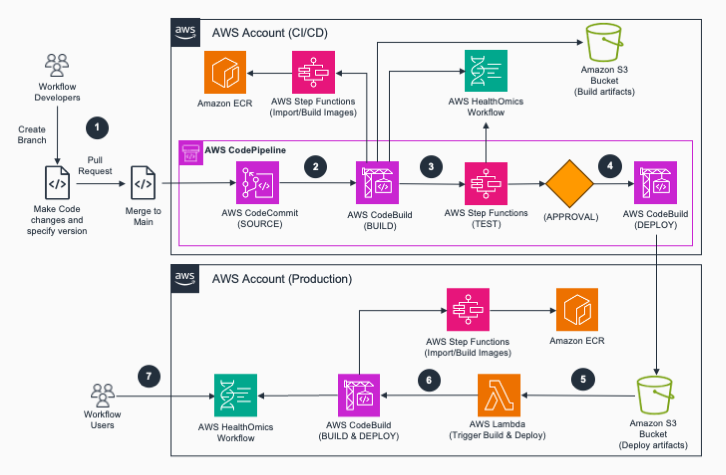 aws
AWS Account (CI/CD)
Workflow
Developers
Amazon ECR
AWS Step Functions
(Import/Build Images)
AWS HealthOmics
Workflow
Amazon S3
Bucket
(Build artifacts)
Create
Branch
1
Pull
Request
AWS CodePipeline
2
3
4
Make Code
changes and
specify version
Merge to
Main
AWS CodeCommit
(SOURCE)
AWS CodeBuild
(BUILD)
AWS Step Functions
(TEST)
(APPROVAL)
AWS CodeBuild
(DEPLOY)
aws
AWS Account (Production)
AWS Step Functions
(Import/Build Images)
Amazon ECR
7
6
5
Workflow
Users
AWS HealthOmics
Workflow
AWS CodeBuild
(BUILD & DEPLOY)
AWS Lambda
(Trigger Build & Deploy)
Amazon S3
Bucket
(Deploy artifacts)